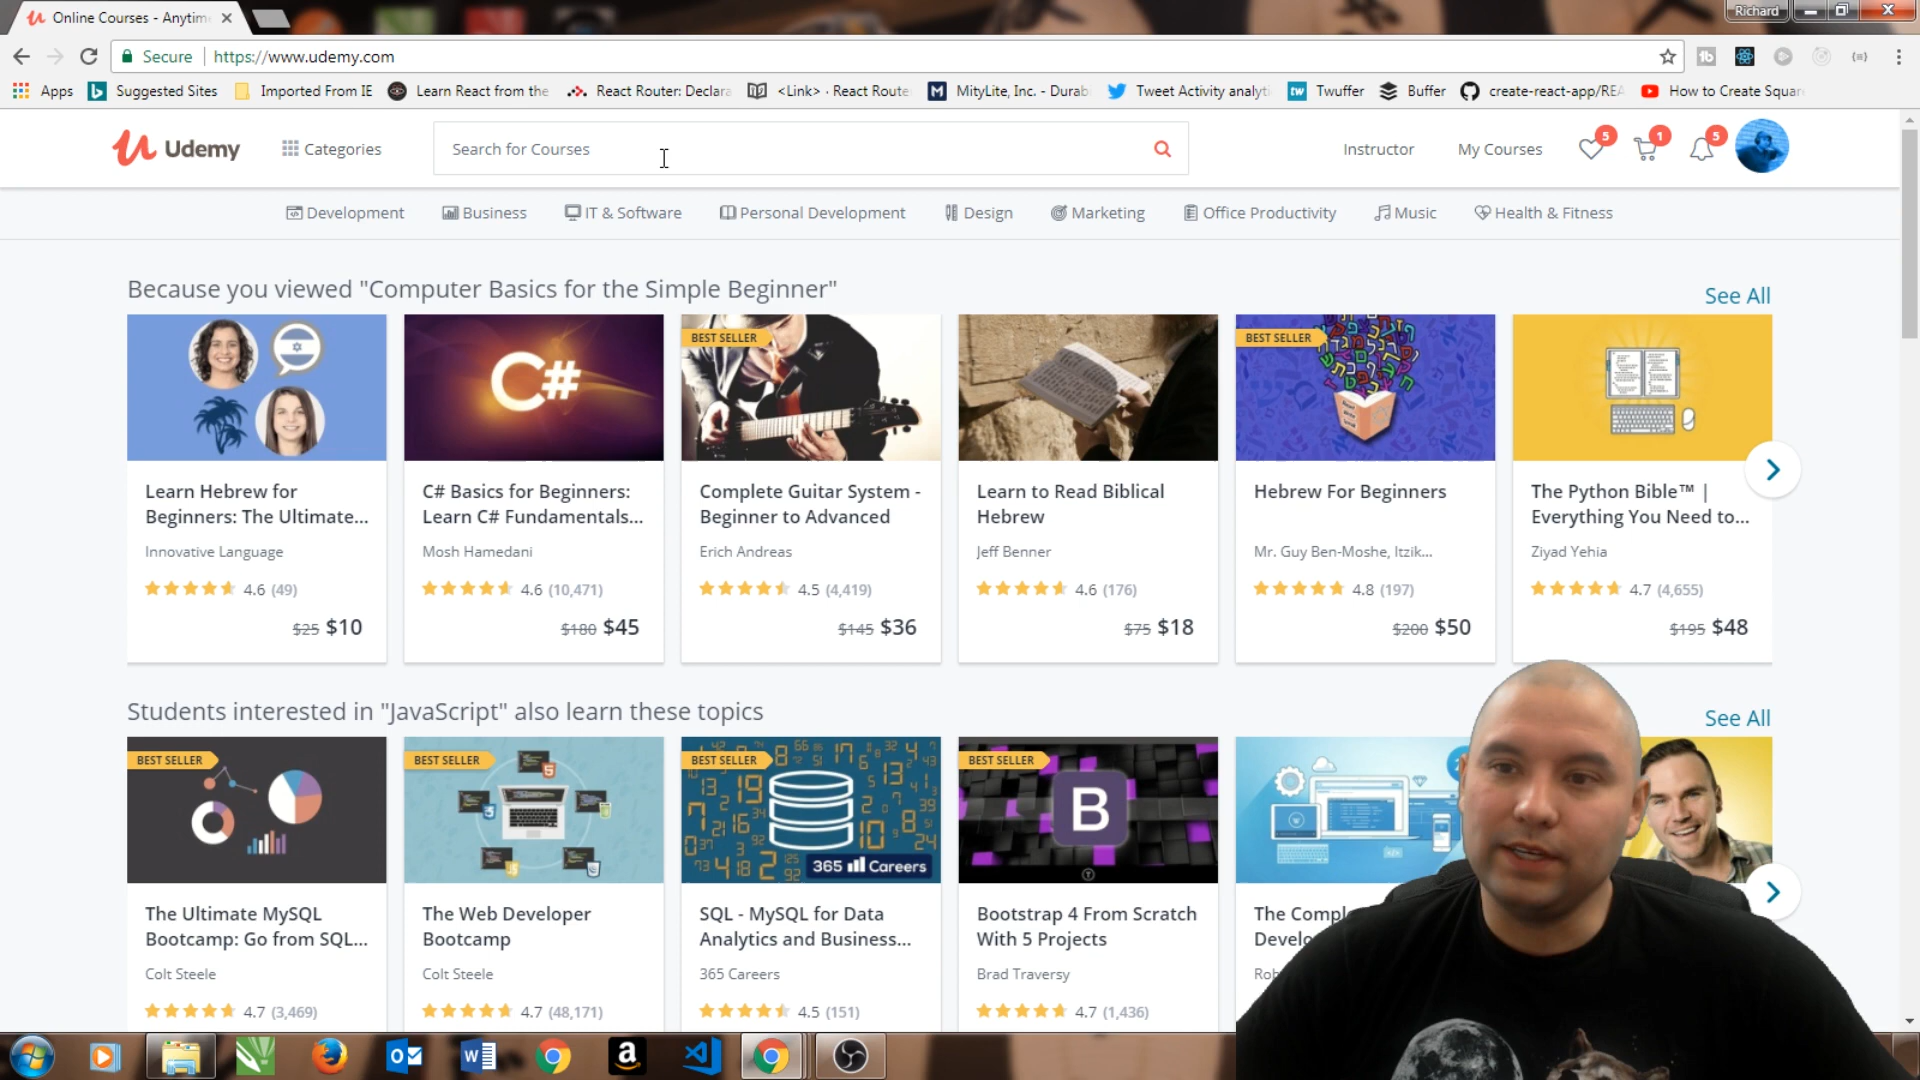 Online Courses - Anytim
Richard
Secure
https://www.udemy.com
Apps
Suggested Sites
Imported From IE
Learn React from the
React Router: Declara
<Link> · React Route
MityLite, Inc. - Durab
Tweet Activity analyti
Twuffer
Buffer
create-react-app/REA
How to Create Squar
Udemy
Categories
Search for Courses
Instructor
My Courses
5
1
5
Development
Business
IT & Software
Personal Development
Design
Marketing
Office Productivity
Music
Health & Fitness
Because you viewed "Computer Basics for the Simple Beginner"
See All
C#
BEST SELLER
BEST SELLER
Learn Hebrew for
Beginners: The Ultimate...
Innovative Language
4.6 (49)
$25 $10
C# Basics for Beginners:
Learn C# Fundamentals...
Mosh Hamedani
4.6 (10,471)
$180 $45
Complete Guitar System -
Beginner to Advanced
Erich Andreas
4.5 (4,419)
$145 $36
Learn to Read Biblical
Hebrew
Jeff Benner
4.6 (176)
$75 $18
Hebrew For Beginners
Mr. Guy Ben-Moshe, Itzik...
4.8 (197)
$200 $50
The Python Bible™ |
Everything You Need to...
Ziyad Yehia
4.7 (4,655)
$195 $48
Students interested in "JavaScript" also learn these topics
See All
BEST SELLER
BEST SELLER
BEST SELLER
365 Careers
BEST SELLER
B
The Ultimate MySQL
Bootcamp: Go from SQL...
Colt Steele
4.7 (3,469)
The Web Developer
Bootcamp
Colt Steele
4.7 (48,171)
SQL - MySQL for Data
Analytics and Business...
365 Careers
4.5 (151)
Bootstrap 4 From Scratch
With 5 Projects
Brad Traversy
4.7 (1,436)
The Comp
Develo
Rob